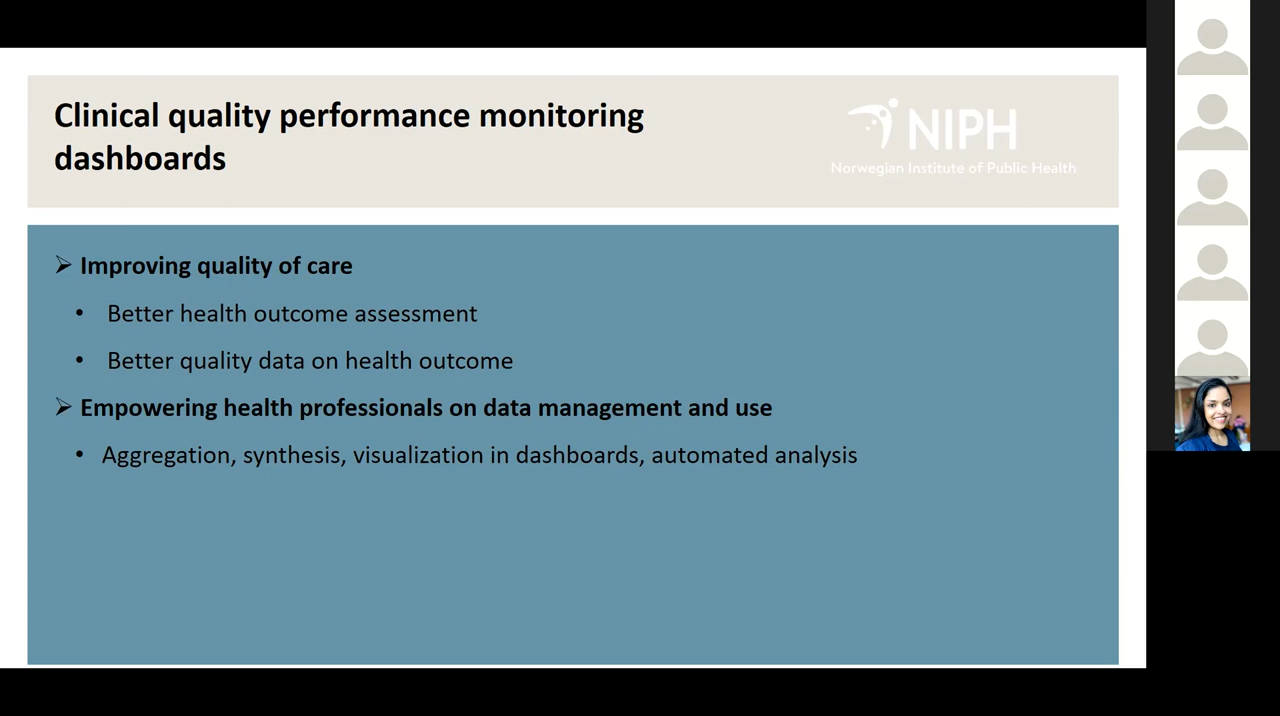 Clinical quality performance monitoring
dashboards
NIPH
Norwegian Institute of Public Health
➢ Improving quality of care
• Better health outcome assessment
• Better quality data on health outcome
➢ Empowering health professionals on data management and use
• Aggregation, synthesis, visualization in dashboards, automated analysis